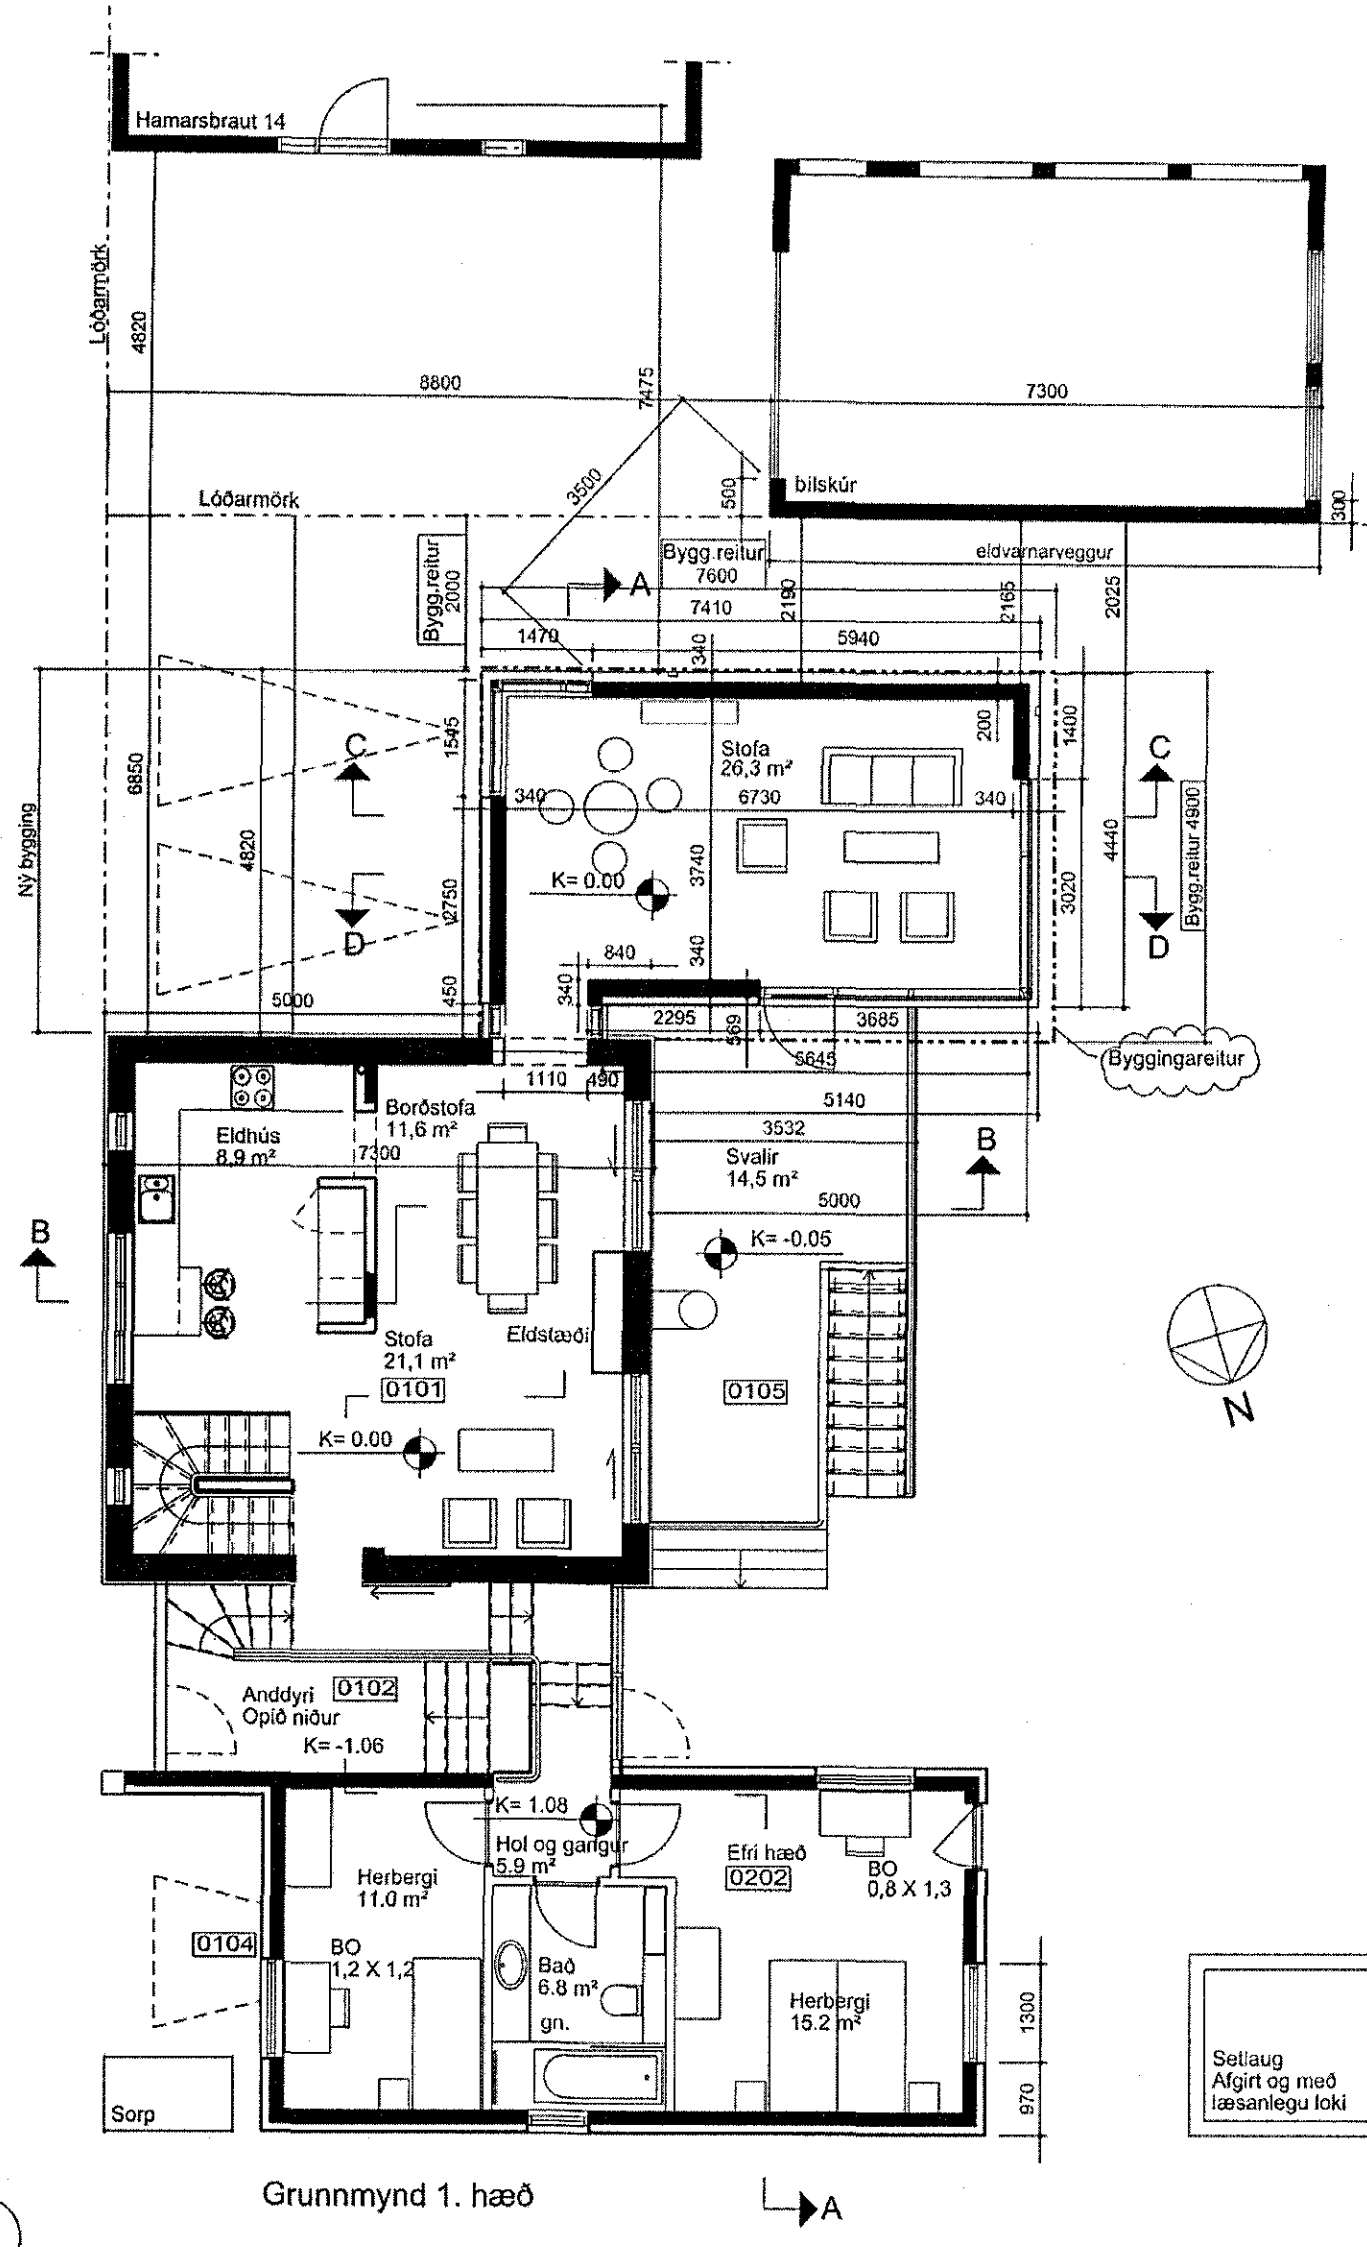 Hamarsbraut 14
Lóðarmörk
4820
8800
7475
7300
3500
500
bílskúr
300
Lóðarmörk
Bygg.reitur
2000
Bygg.reitur
7600
eldvarnarveggur
A
7410
2190
2165
2025
1470
340
5940
Ný bygging
6850
4820
1545
C
Stofa
26,3 m²
200
1400
C
340
6730
340
Bygg.reitur 4900
4440
2750
K= 0.00
3740
3020
D
D
840
340
5000
450
340
2295
569
3685
Byggingareitur
5645
1110
490
5140
Borðstofa
11,6 m²
Eldhús
8,9 m²
7300
3532
Svalir
14,5 m²
B
5000
B
K= -0.05
Eldstæði
Stofa
21,1 m²
0101
0105
N
K= 0.00
Anddyri
Opið niður
0102
K= -1.06
K= 1.08
Hol og gangur
5.9 m²
Efri hæð
0202
BO
0,8 X 1,3
Herbergi
11.0 m²
0104
BO
1,2 X 1,2
Bað
6.8 m²
gn.
Herbergi
15.2 m²
1300
970
Setlaug
Afgirt og með
læsanlegu loki
Sorp
Grunnmynd 1. hæð
A